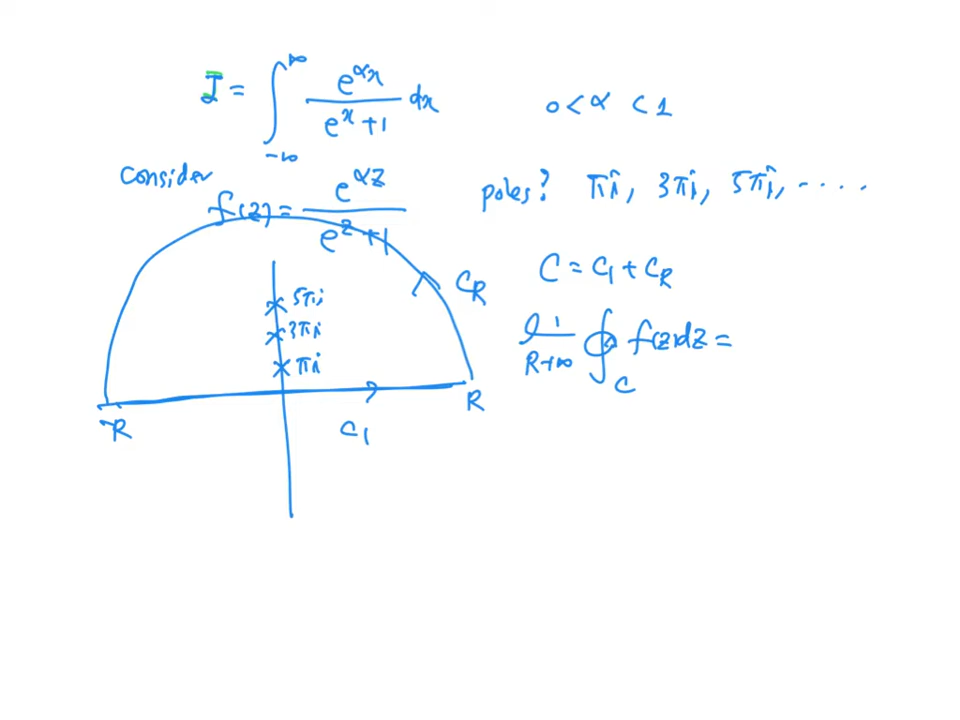 I = ∫_{-∞}^{∞} e^{αx}/(e^x + 1) dx    0 < α < 1
Consider
f(z) = e^{αz}/(e^z + 1)    poles? πi, 3πi, 5πi, ....
C = C_1 + C_R
C_R
5πi
3πi
πi
l_{R→∞} ∮_C f(z)dz =
-R
R
C_1